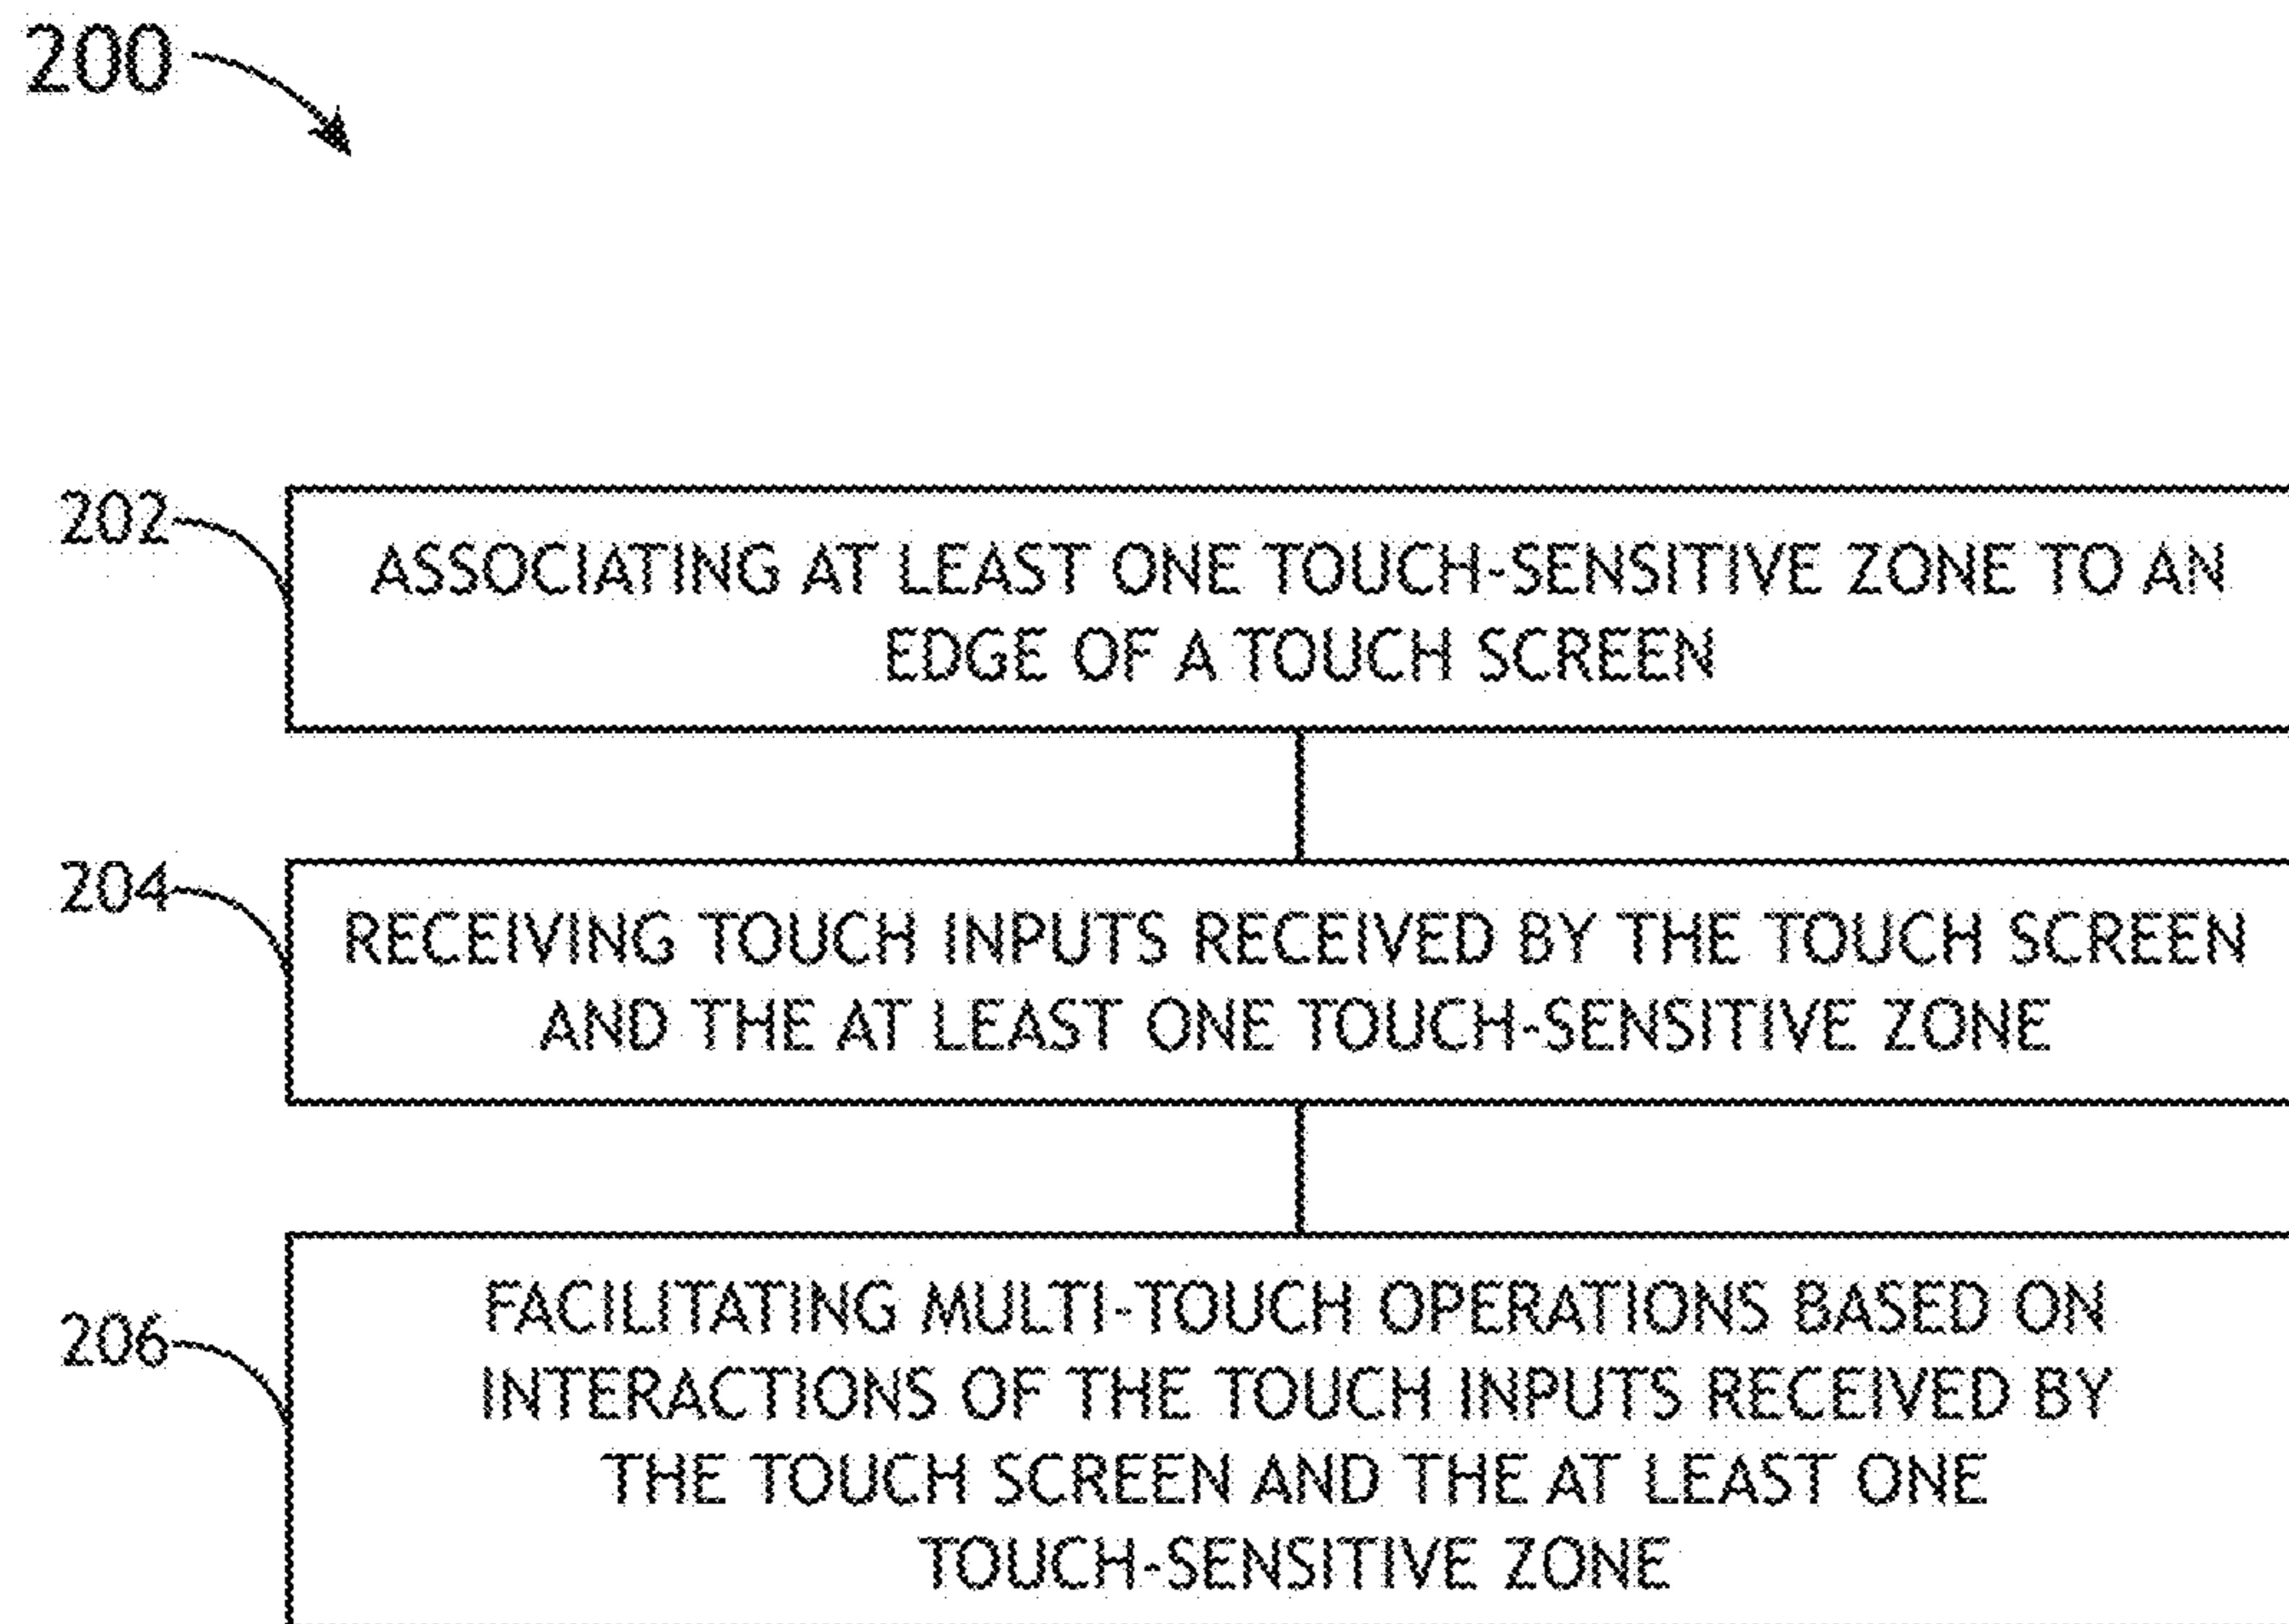 200
202
ASSOCIATING AT LEAST ONE TOUCH-SENSITIVE ZONE TO AN
EDGE OF A TOUCH SCREEN
204
RECEIVING TOUCH INPUTS RECEIVED BY THE TOUCH SCREEN
AND THE AT LEAST ONE TOUCH-SENSITIVE ZONE
206
FACILITATING MULTI-TOUCH OPERATIONS BASED ON
INTERACTIONS OF THE TOUCH INPUTS RECEIVED BY
THE TOUCH SCREEN AND THE AT LEAST ONE
TOUCH-SENSITIVE ZONE